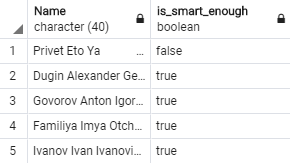 Name is_smart_enough
character (40) boolean
1 Privet Eto Ya ... false
2 Dugin Alexander Ge... true
3 Govorov Anton Igor... true
4 Familiya Imya Otch... true
5 Ivanov Ivan Ivanovi... true